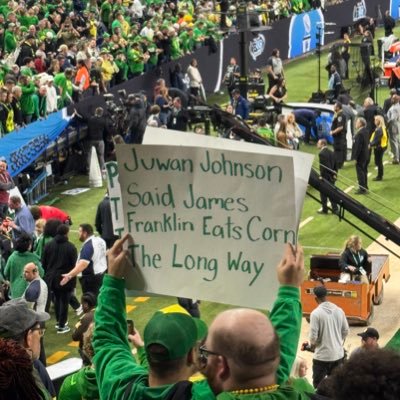 Juwan Johnson
Said James
Franklin Eats Corn
The Long Way